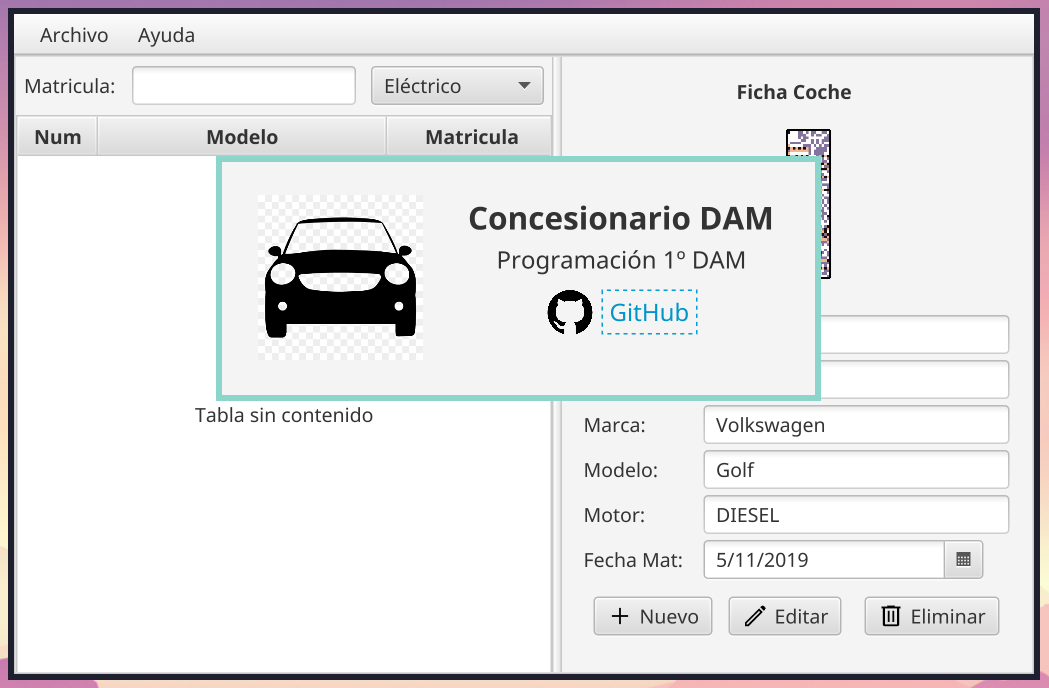 Archivo Ayuda
Matricula: Eléctrico
Num Modelo Matricula
Tabla sin contenido
Concesionario DAM
Programación 1º DAM
GitHub
Ficha Coche
Marca: Volkswagen
Modelo: Golf
Motor: DIESEL
Fecha Mat: 5/11/2019
Nuevo Editar Eliminar